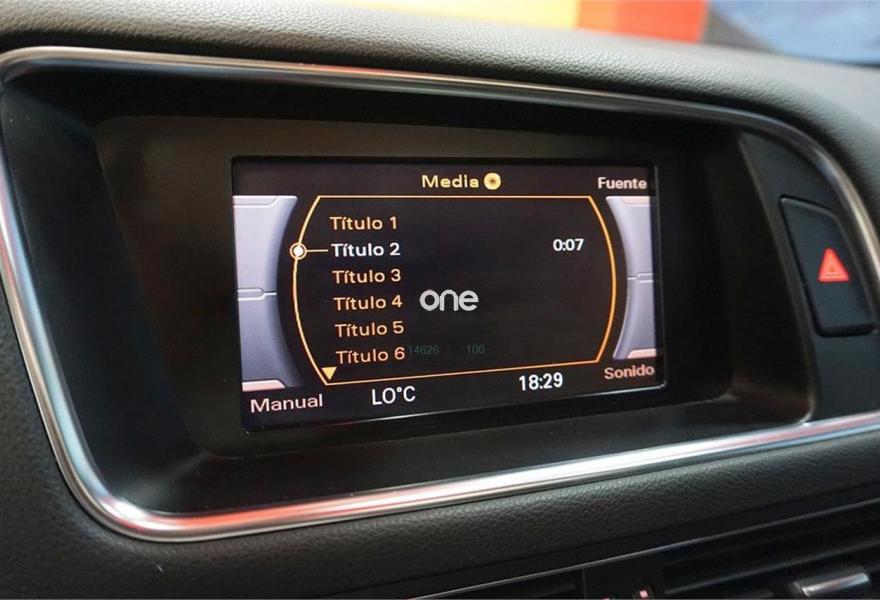 Media
Fuente
Título 1
Título 2 0:07
Título 3
Título 4
one
Título 5
Título 6
14626 100
Manual LO°C 18:29 Sonido